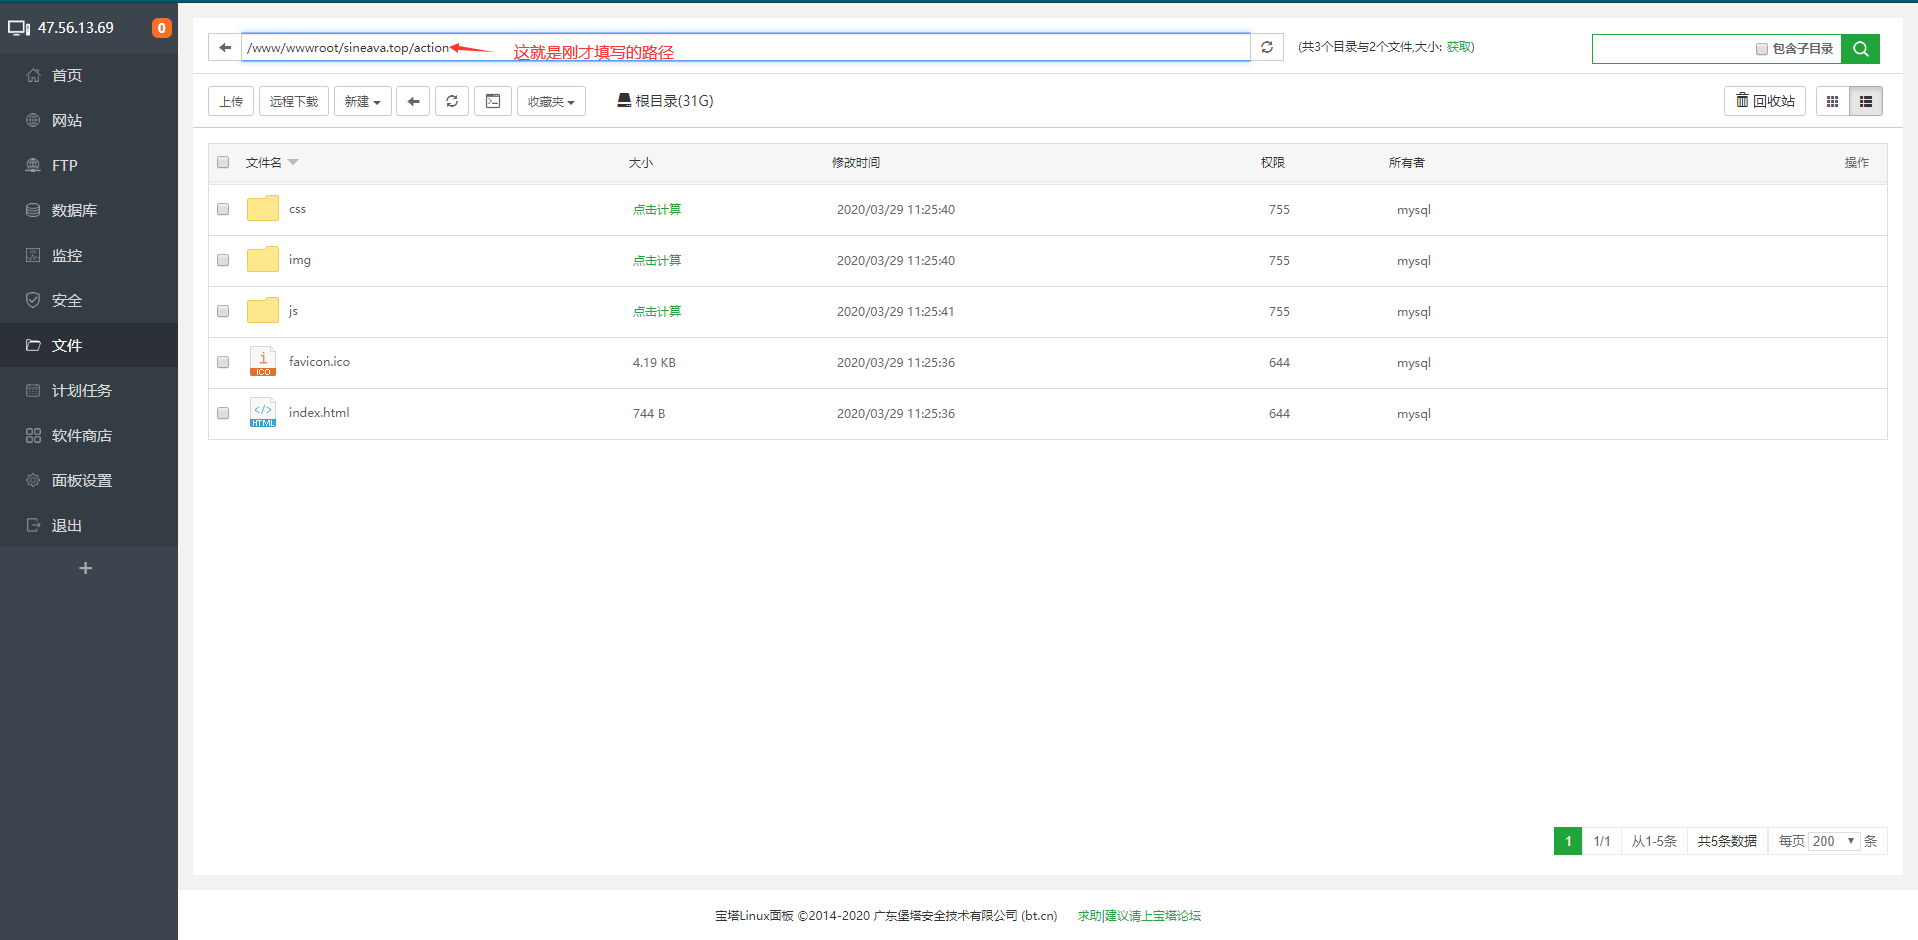 47.56.13.69
0
首页
网站
FTP
数据库
监控
安全
文件
计划任务
软件商店
面板设置
退出
+
/www/wwwroot/sineava.top/action
这就是刚才填写的路径
(共3个目录与2个文件,大小: 获取)
包含子目录
上传
远程下载
新建
收藏夹
根目录(31G)
回收站
文件名 大小 修改时间 权限 所有者 操作
css 点击计算 2020/03/29 11:25:40 755 mysql
img 点击计算 2020/03/29 11:25:40 755 mysql
js 点击计算 2020/03/29 11:25:41 755 mysql
i
ICO
favicon.ico 4.19 KB 2020/03/29 11:25:36 644 mysql
</>
HTML
index.html 744 B 2020/03/29 11:25:36 644 mysql
1 1/1 从1-5条 共5条数据 每页 200 条
宝塔Linux面板 ©2014-2020 广东堡塔安全技术有限公司 (bt.cn) 求助|建议请上宝塔论坛